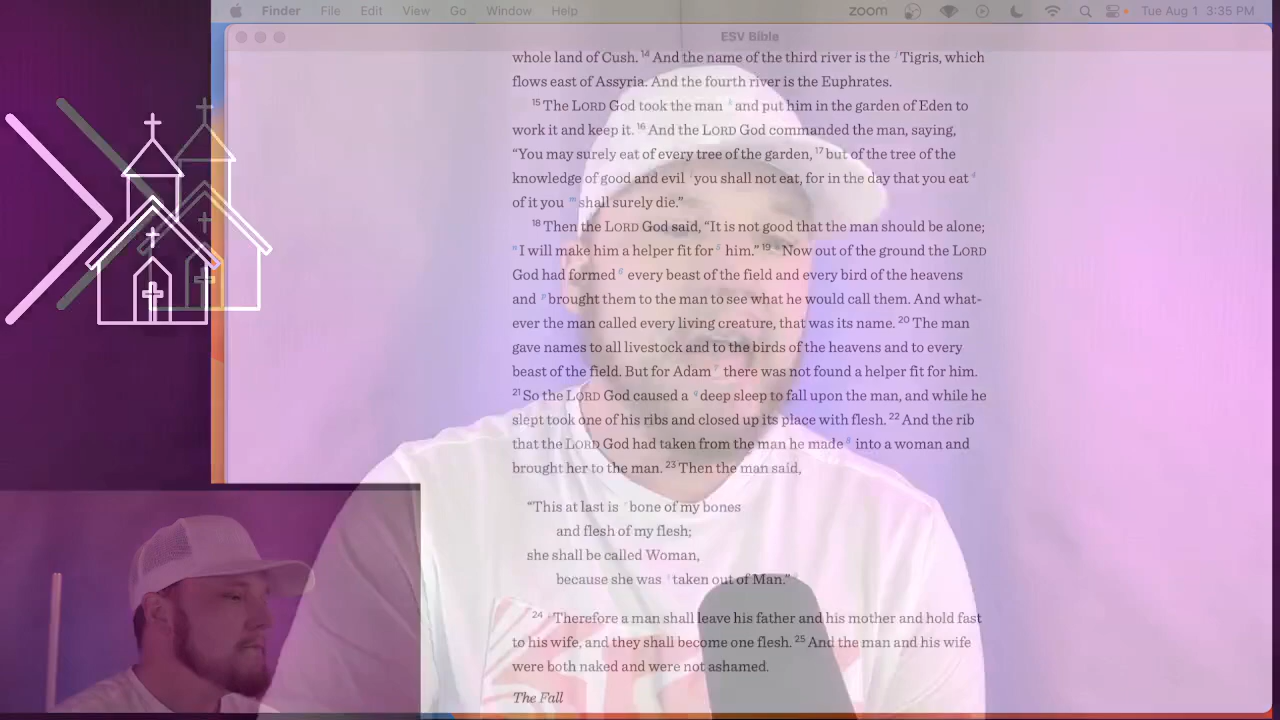 Finder File Edit View Go Window Help zoom Tue Aug 1 3:35 PM
ESV Bible
whole land of Cush. 14 And the name of the third river is the Tigris, which
flows east of Assyria. And the fourth river is the Euphrates.
15 The LORD God took the man and put him in the garden of Eden to
work it and keep it. 16 And the LORD God commanded the man, saying,
“You may surely eat of every tree of the garden, 17 but of the tree of the
knowledge of good and evil you shall not eat, for in the day that you eat
of it you m shall surely die.”
18 Then the LORD God said, “It is not good that the man should be alone;
n I will make him a helper fit for him.” 19 Now out of the ground the LORD
God had formed every beast of the field and every bird of the heavens
and p brought them to the man to see what he would call them. And what-
ever the man called every living creature, that was its name. 20 The man
gave names to all livestock and to the birds of the heavens and to every
beast of the field. But for Adam there was not found a helper fit for him.
21 So the LORD God caused a q deep sleep to fall upon the man, and while he
slept took one of his ribs and closed up its place with flesh. 22 And the rib
that the LORD God had taken from the man he made into a woman and
brought her to the man. 23 Then the man said,
“This at last is bone of my bones
and flesh of my flesh;
she shall be called Woman,
because she was taken out of Man.”
24 Therefore a man shall leave his father and his mother and hold fast
to his wife, and they shall become one flesh. 25 And the man and his wife
were both naked and were not ashamed.
The Fall